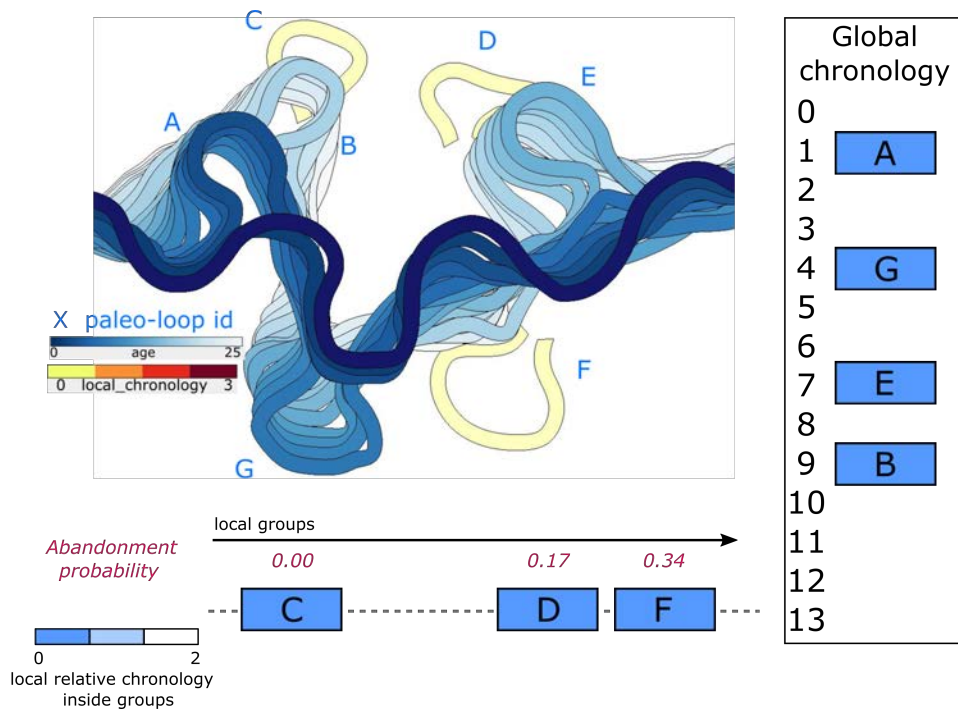 C
D
E
A
B
F
G
X paleo-loop id
0 age 25
0 local_chronology 3
Global
chronology
0
1 A
2
3
4 G
5
6
7 E
8
9 B
10
11
12
13
local groups
Abandonment
probability
0.00 0.17 0.34
C D F
0 2
local relative chronology
inside groups